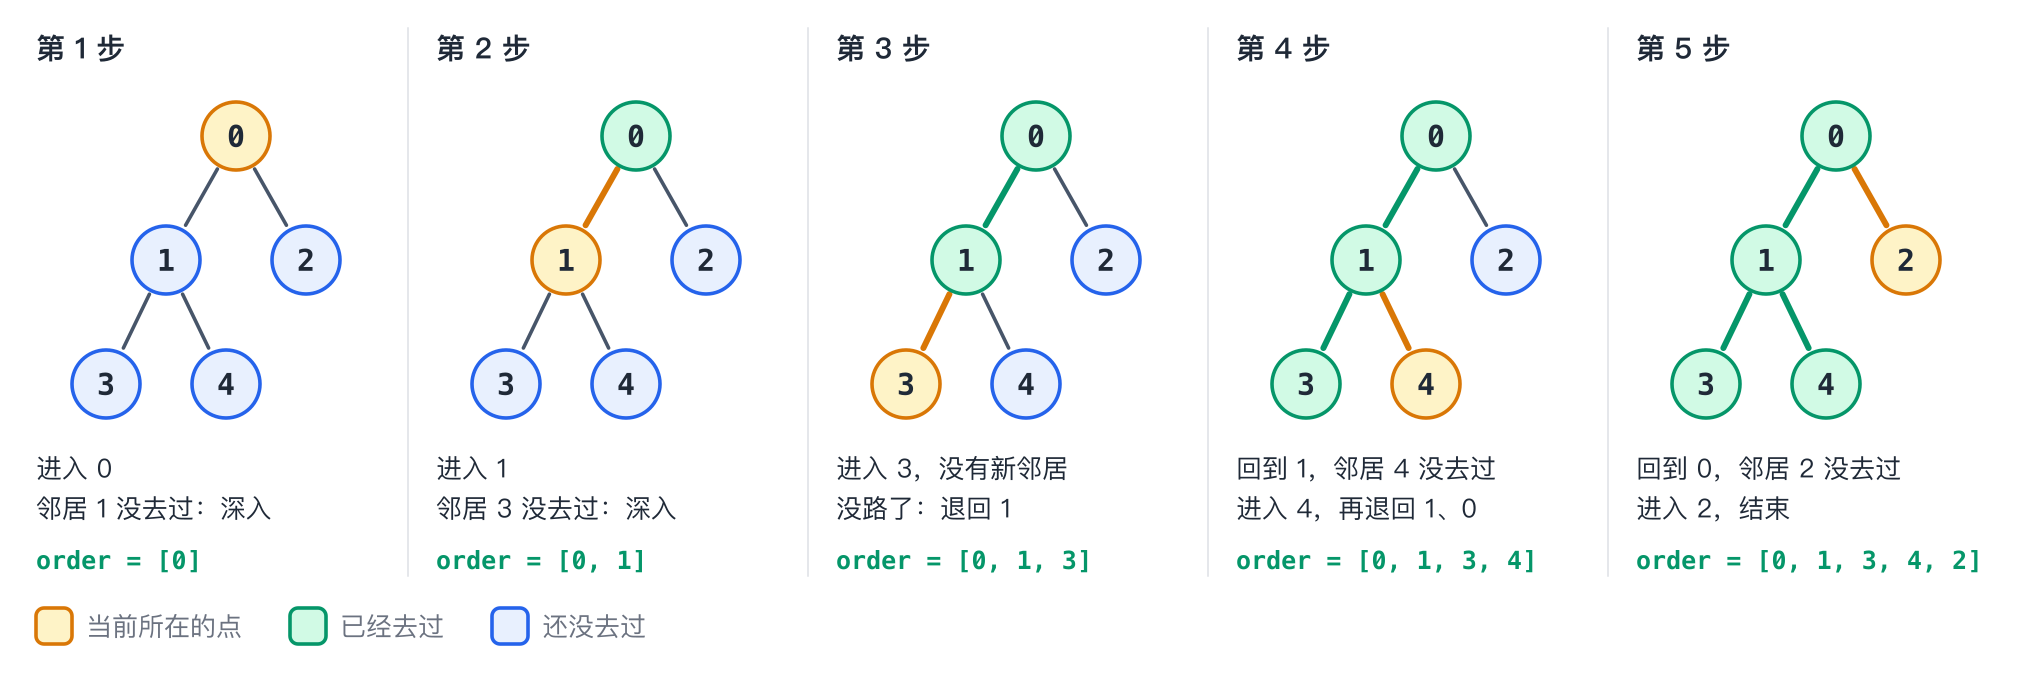 第 1 步
0
1
2
3
4
进入 0
邻居 1 没去过：深入
order = [0]
第 2 步
0
1
2
3
4
进入 1
邻居 3 没去过：深入
order = [0, 1]
第 3 步
0
1
2
3
4
进入 3，没有新邻居
没路了：退回 1
order = [0, 1, 3]
第 4 步
0
1
2
3
4
回到 1，邻居 4 没去过
进入 4，再退回 1、0
order = [0, 1, 3, 4]
第 5 步
0
1
2
3
4
回到 0，邻居 2 没去过
进入 2，结束
order = [0, 1, 3, 4, 2]
当前所在的点
已经去过
还没去过